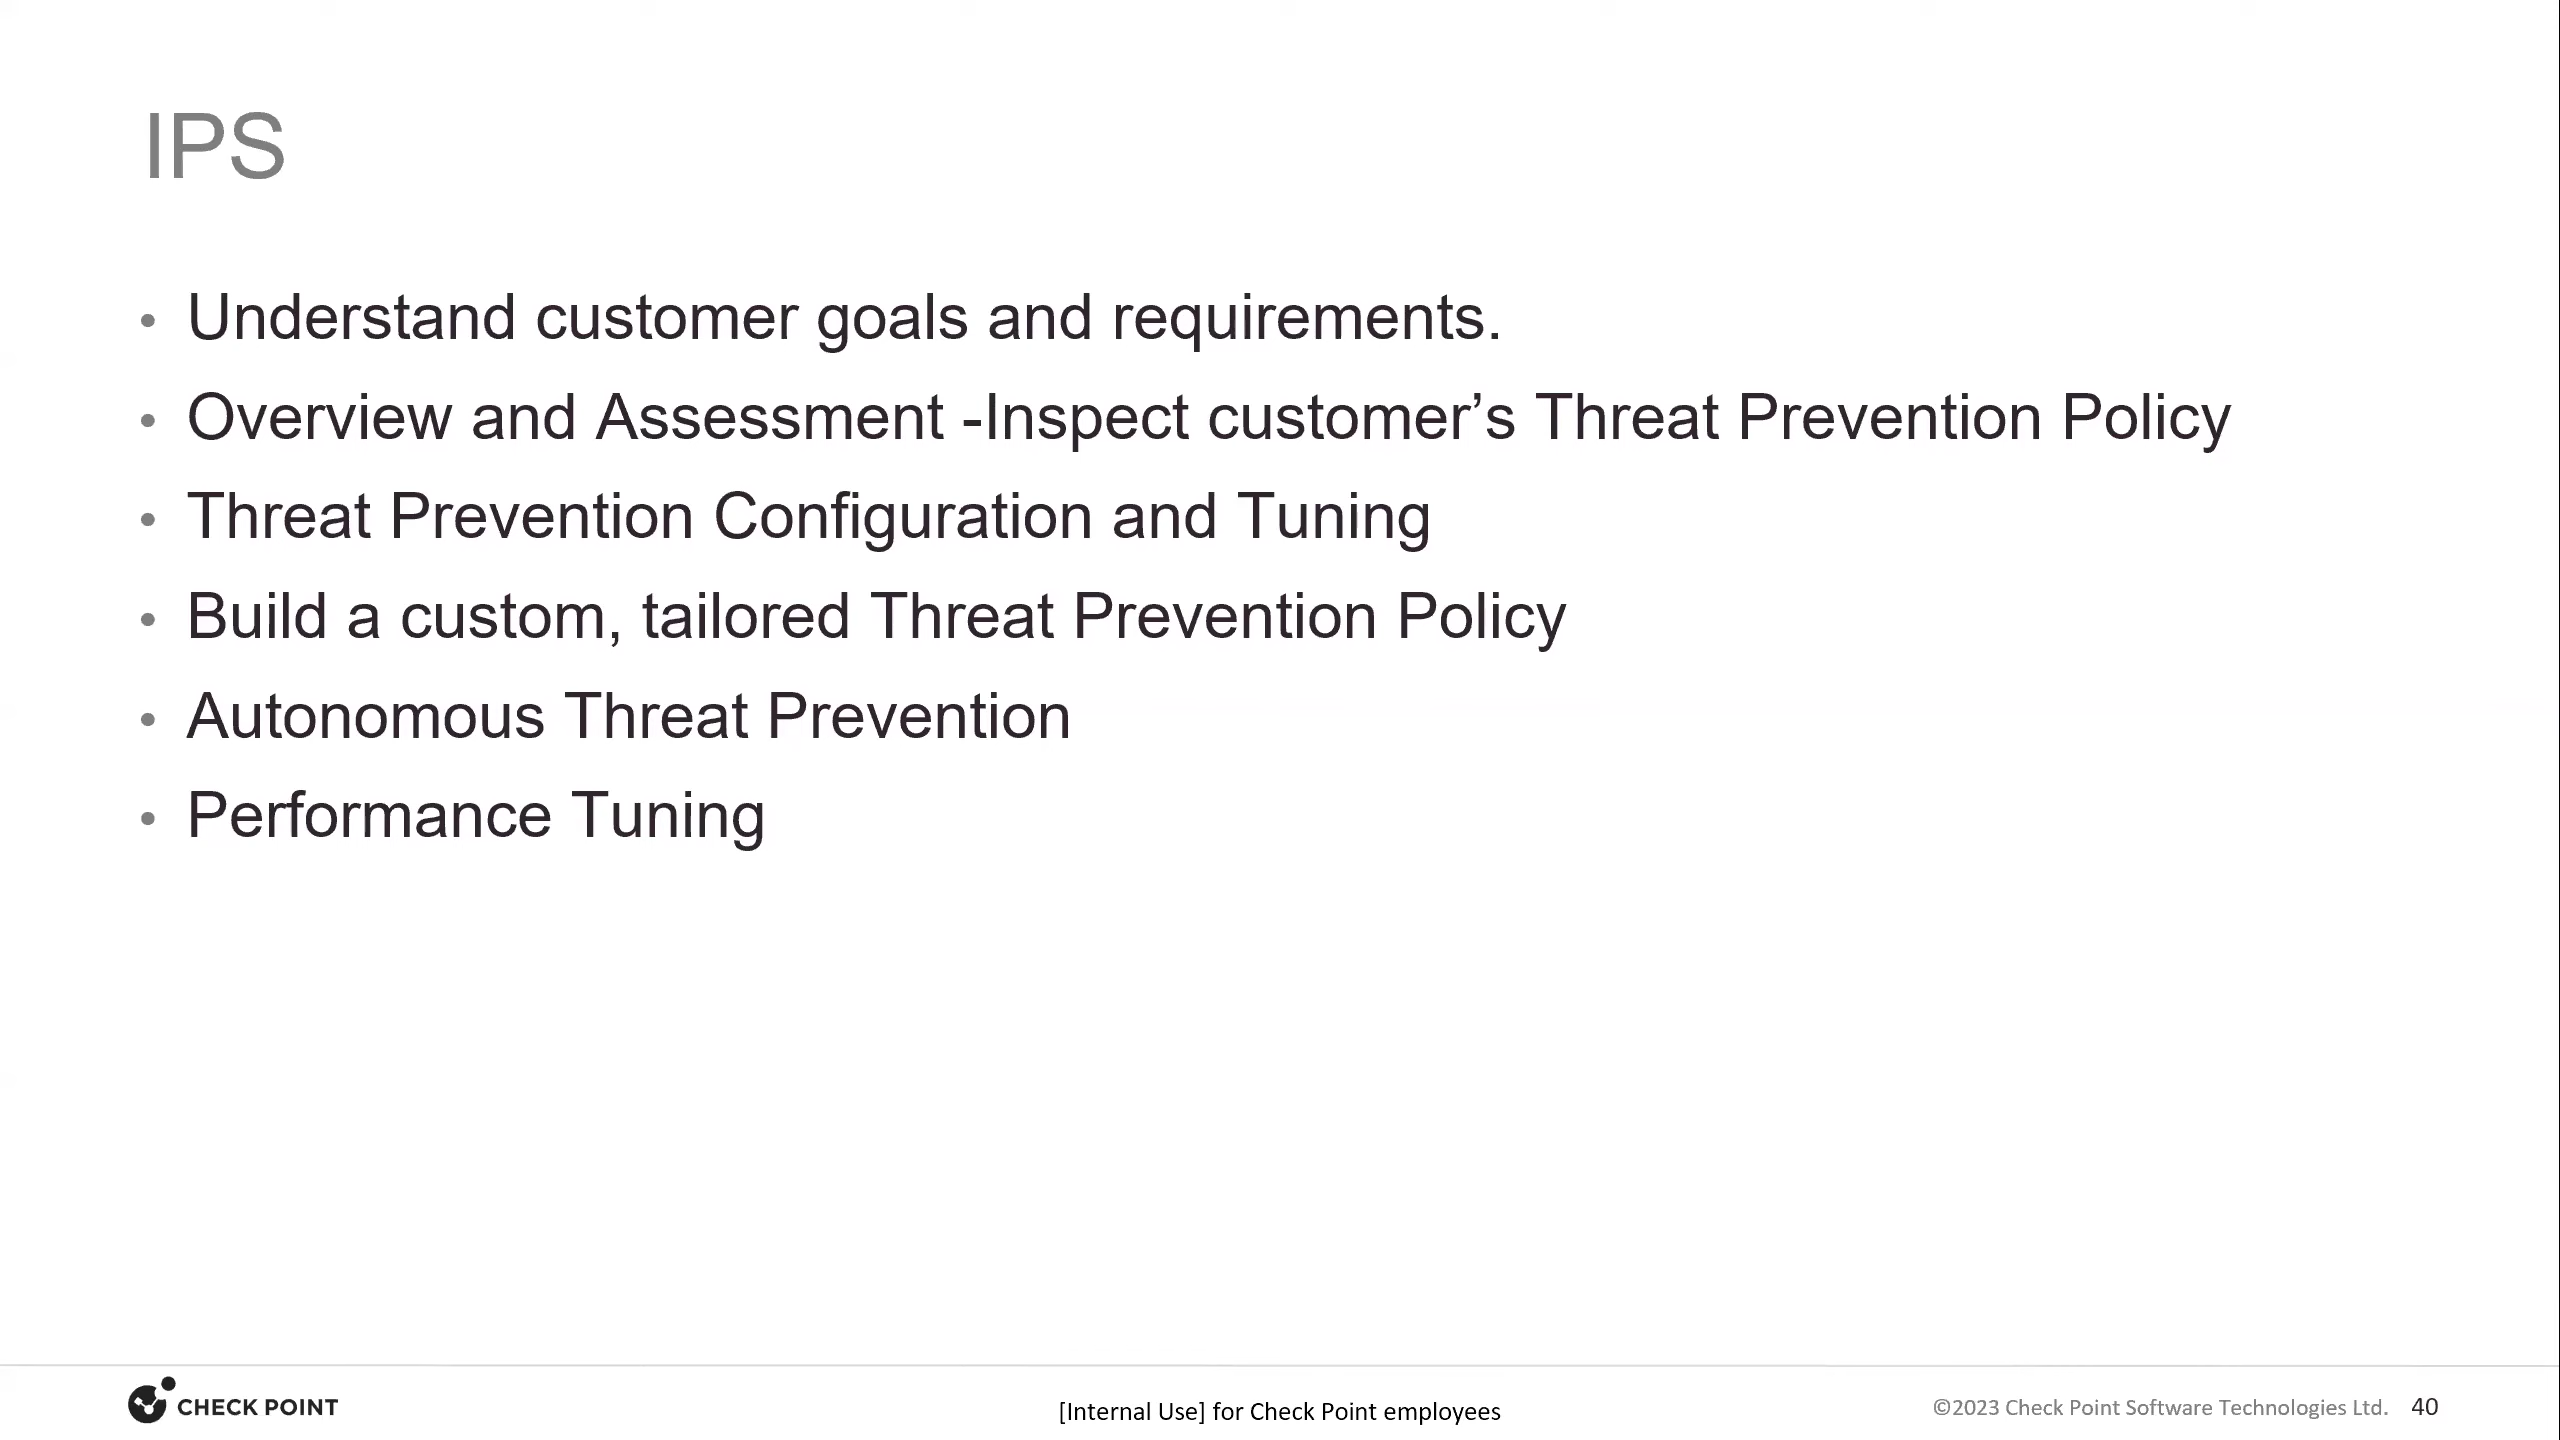 IPS
• Understand customer goals and requirements.
• Overview and Assessment -Inspect customer’s Threat Prevention Policy
• Threat Prevention Configuration and Tuning
• Build a custom, tailored Threat Prevention Policy
• Autonomous Threat Prevention
• Performance Tuning
CHECK POINT
[Internal Use] for Check Point employees
©2023 Check Point Software Technologies Ltd. 40